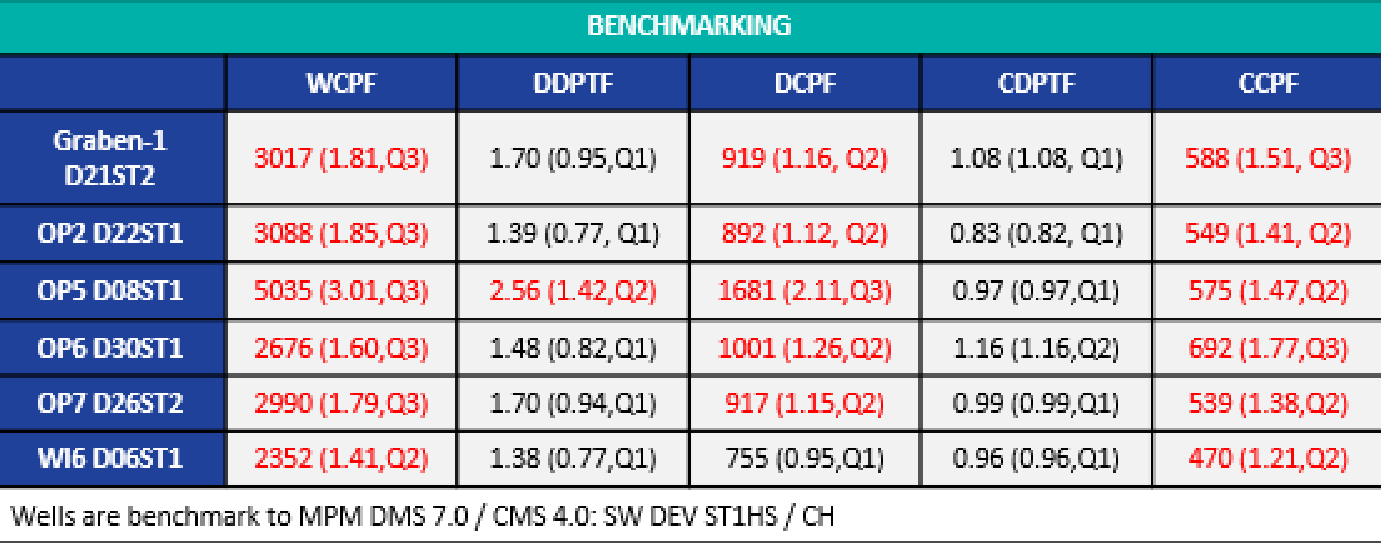 BENCHMARKING
WCPF DDPTF DCPF CDPTF CCPF
Graben-1
D21ST2 3017 (1.81,Q3) 1.70 (0.95,Q1) 919 (1.16, Q2) 1.08 (1.08, Q1) 588 (1.51, Q3)
OP2 D22ST1 3088 (1.85,Q3) 1.39 (0.77, Q1) 892 (1.12, Q2) 0.83 (0.82, Q1) 549 (1.41, Q2)
OP5 D08ST1 5035 (3.01,Q3) 2.56 (1.42,Q2) 1681 (2.11,Q3) 0.97 (0.97,Q1) 575 (1.47,Q2)
OP6 D30ST1 2676 (1.60,Q3) 1.48 (0.82,Q1) 1001 (1.26,Q2) 1.16 (1.16,Q2) 692 (1.77,Q3)
OP7 D26ST2 2990 (1.79,Q3) 1.70 (0.94,Q1) 917 (1.15,Q2) 0.99 (0.99,Q1) 539 (1.38,Q2)
WI6 D06ST1 2352 (1.41,Q2) 1.38 (0.77,Q1) 755 (0.95,Q1) 0.96 (0.96,Q1) 470 (1.21,Q2)
Wells are benchmark to MPM DMS 7.0 / CMS 4.0: SW DEV ST1HS / CH